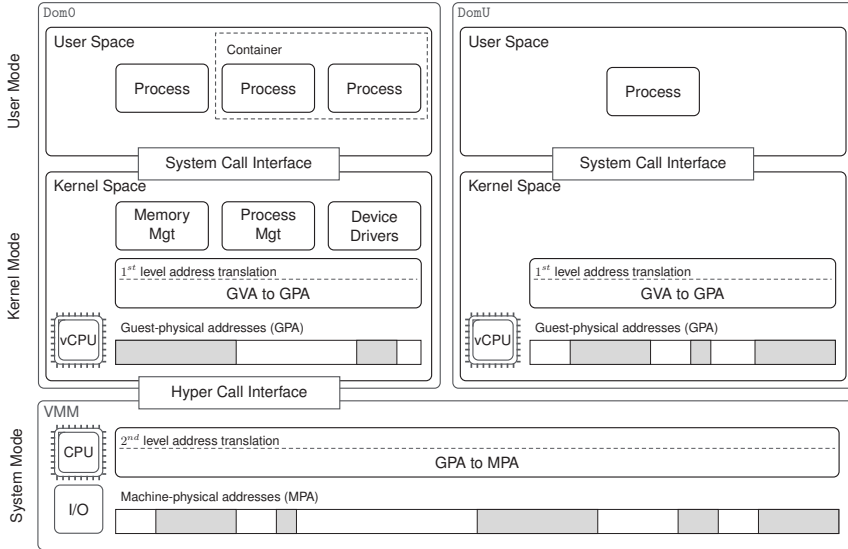 Dom0
User Space
Container
Process
Process
Process
System Call Interface
Kernel Space
Memory
Mgt
Process
Mgt
Device
Drivers
1st level address translation
GVA to GPA
vCPU
Guest-physical addresses (GPA)
Hyper Call Interface
DomU
User Space
Process
System Call Interface
Kernel Space
1st level address translation
GVA to GPA
vCPU
Guest-physical addresses (GPA)
VMM
CPU
2nd level address translation
GPA to MPA
I/O
Machine-physical addresses (MPA)
User Mode
Kernel Mode
System Mode